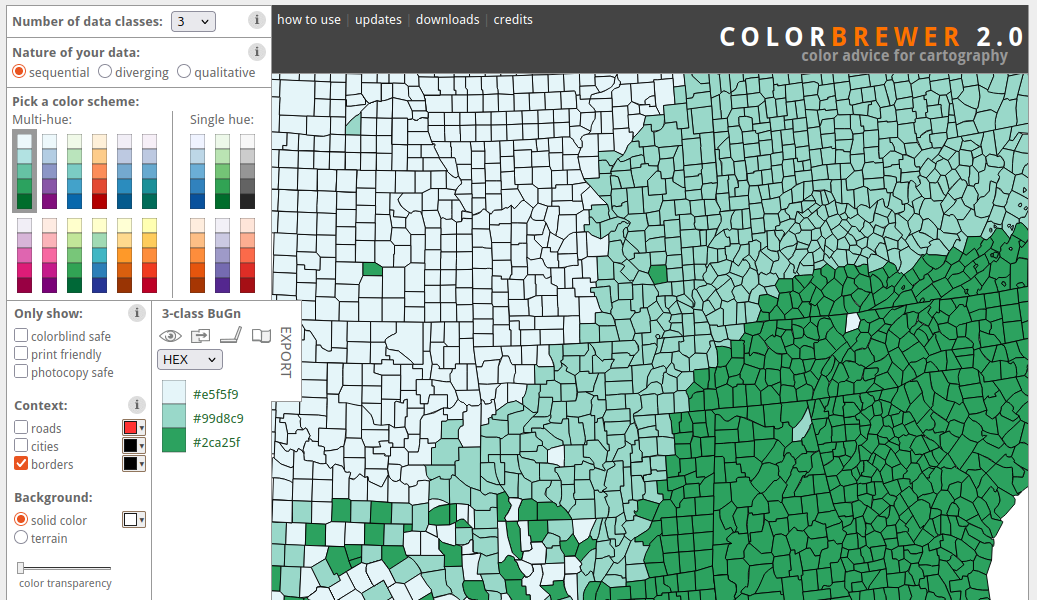 Number of data classes: 3 i
how to use | updates | downloads | credits
COLORBREWER 2.0
color advice for cartography
Nature of your data: i
sequential diverging qualitative
Pick a color scheme:
Multi-hue: Single hue:
Only show: i
colorblind safe
print friendly
photocopy safe
Context: i
roads
cities
borders
Background:
solid color
terrain
color transparency
3-class BuGn
EXPORT
HEX
#e5f5f9
#99d8c9
#2ca25f